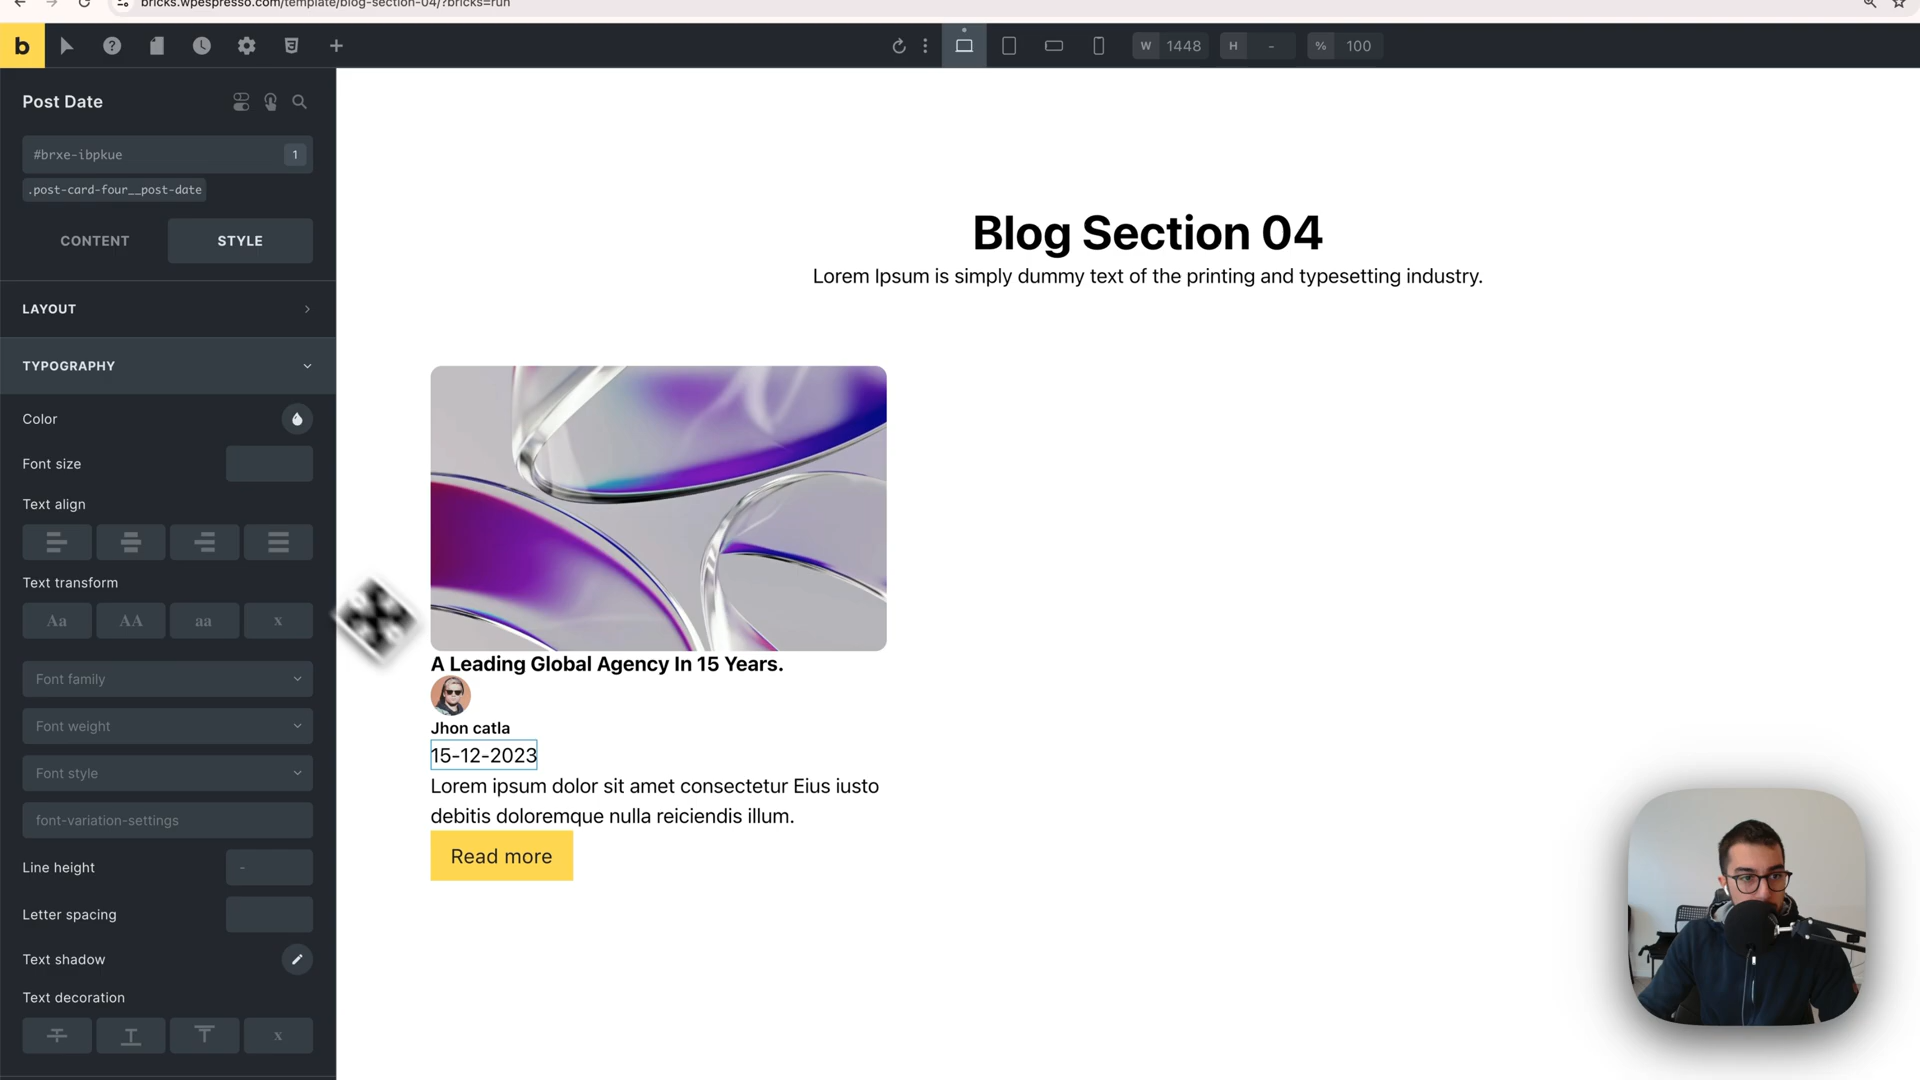 bricks.wpespresso.com/template/blog-section-04/?bricks=run
b
W 1448 H - % 100
Post Date
#brxe-ibpkue 1
.post-card-four__post-date
CONTENT STYLE
LAYOUT
TYPOGRAPHY
Color
Font size
Text align
Text transform
Aa AA aa x
Font family
Font weight
Font style
font-variation-settings
Line height -
Letter spacing
Text shadow
Text decoration
x
Blog Section 04
Lorem Ipsum is simply dummy text of the printing and typesetting industry.
A Leading Global Agency In 15 Years.
Jhon catla
15-12-2023
Lorem ipsum dolor sit amet consectetur Eius iusto
debitis doloremque nulla reiciendis illum.
Read more